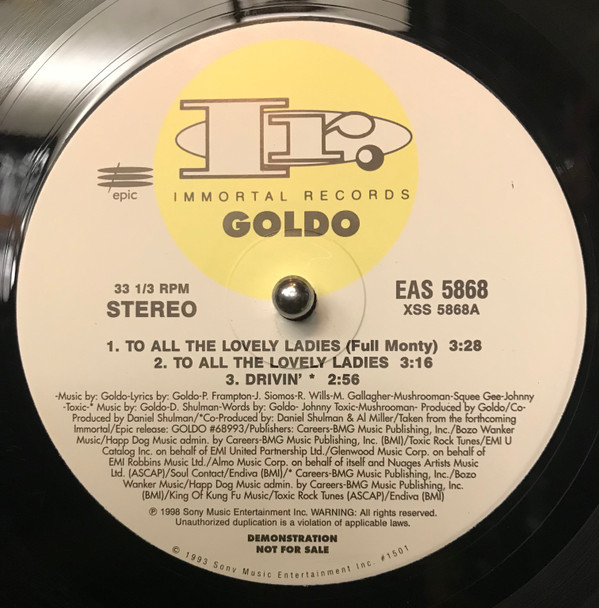 Ir.
epic
IMMORTAL RECORDS
GOLDO
33 1/3 RPM
STEREO
EAS 5868
XSS 5868A
1. TO ALL THE LOVELY LADIES (Full Monty) 3:28
2. TO ALL THE LOVELY LADIES 3:16
3. DRIVIN' * 2:56
-Music by: Goldo-Lyrics by: Goldo-P. Frampton-J. Siomos-R. Wills-M. Gallagher-Mushrooman-Squee Gee-Johnny
-Toxic-* Music by: Goldo-D. Shulman-Words by: Goldo- Johnny Toxic-Mushrooman- Produced by Goldo/Co-
Produced by Daniel Shulman/*Co-Produced by: Daniel Shulman & Al Miller/Taken from the forthcoming
Immortal/Epic release: GOLDO #68993/Publishers: Careers-BMG Music Publishing, Inc./Bozo Wanker
Music/Happ Dog Music admin. by Careers-BMG Music Publishing, Inc. (BMI)/Toxic Rock Tunes/EMI U
Catalog Inc. on behalf of EMI United Partnership Ltd./Glenwood Music Corp. on behalf of
EMI Robbins Music Ltd./Almo Music Corp. on behalf of itself and Nuages Artists Music
Ltd. (ASCAP)/Soul Contact/Endiva (BMI)/* Careers-BMG Music Publishing, Inc./Bozo
Wanker Music/Happ Dog Music admin. by Careers-BMG Music Publishing, Inc.
(BMI)/King Of Kung Fu Music/Toxic Rock Tunes (ASCAP)/Endiva (BMI)
℗ 1998 Sony Music Entertainment Inc. WARNING: All rights reserved.
Unauthorized duplication is a violation of applicable laws.
DEMONSTRATION
NOT FOR SALE
© 1993 Sony Music Entertainment Inc. #1501